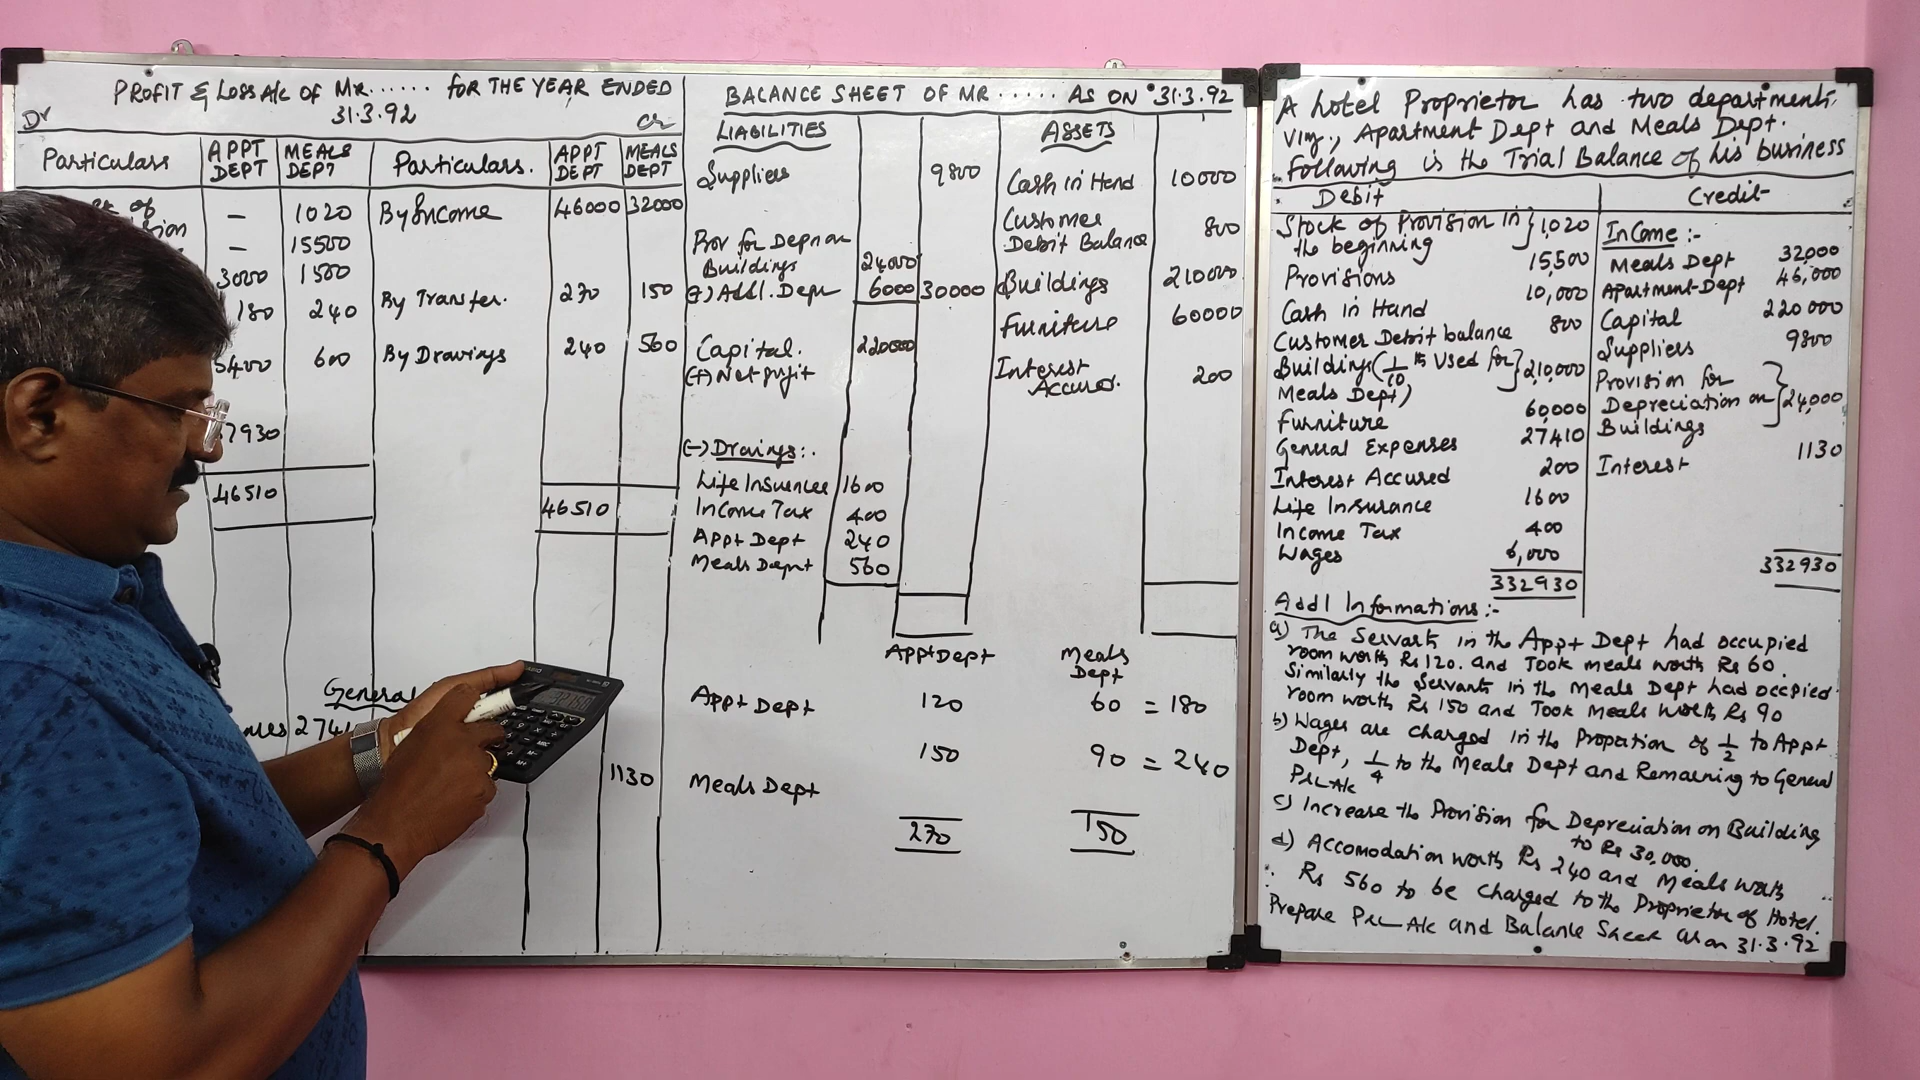 PROFIT & Loss A/c OF MR...... for THE YEAR ENDED
31.3.92
Dr
Cr
Particulars
APPT DEPT
MEALS DEPT
Particulars.
APPT DEPT
MEALS DEPT
- 1020 By Income 46000 32000
- 15500
3000 1500
180 240 By Transfer. 270 150
5400 600 By Drawings 240 560
37930
46510
46510
General
2741
1130
BALANCE SHEET OF MR ..... AS ON 31.3.92
LIABILITIES
ASSETS
Suppliers 9800 Cash in Hand 10000
Customer
Debit Balance 800
Prov for Depn on
Buildings 24000
(+) Addl. Depn 6000 30000 Buildings 210000
Furniture 60000
Capital. 220000
(+) Net profit
Interest
Accured. 200
(-) Drawings:.
Life Insurences 1600
Income Tax 400
Appt Dept 240
Meals Dept 560
Appt Dept
Meals
Dept
Appt Dept 120 60 = 180
150 90 = 240
Meals Dept
270 150
A hotel Proprietor has two departments,
viz., Apartment Dept and Meals Dept.
Following is the Trial Balance of his business
Debit
Credit
Stock of Provision in
the beginning } 1,020
Provisions 15,500
Cash in Hand 10,000
Customer Debit balance 800
Buildings (1/10 th Used for
Meals Dept) } 2,10,000
Furniture 60,000
General Expenses 27410
Interest Accured 200
Life Insurance 1600
Income Tax 400
Wages 6,000
332930
Income :-
Meals Dept 32,000
Apartment-Dept 46,000
Capital 220000
Suppliers 9800
Provision for
Depreciation on
Buildings } 24,000
Interest 1130
332930
Addl Informations :-
a) The Servants in the Appt Dept had occupied
room worth Rs 120. and Took meals worth Rs 60.
Similarly the Servants in the Meals Dept had occpied
room worth Rs 150 and Took Meals worth Rs 90
b) Wages are charged in the Propotion of 1/2 to Appt
Dept, 1/4 to the Meals Dept and Remaining to General
P&L A/c
c) Increase the Provision for Depreciation on Building
to Rs 30,000.
d) Accomodation worth Rs 240 and Meals worth
Rs 560 to be charged to the Proprietor of Hotel.
Prepare P&L A/c and Balance Sheet as on 31.3.92